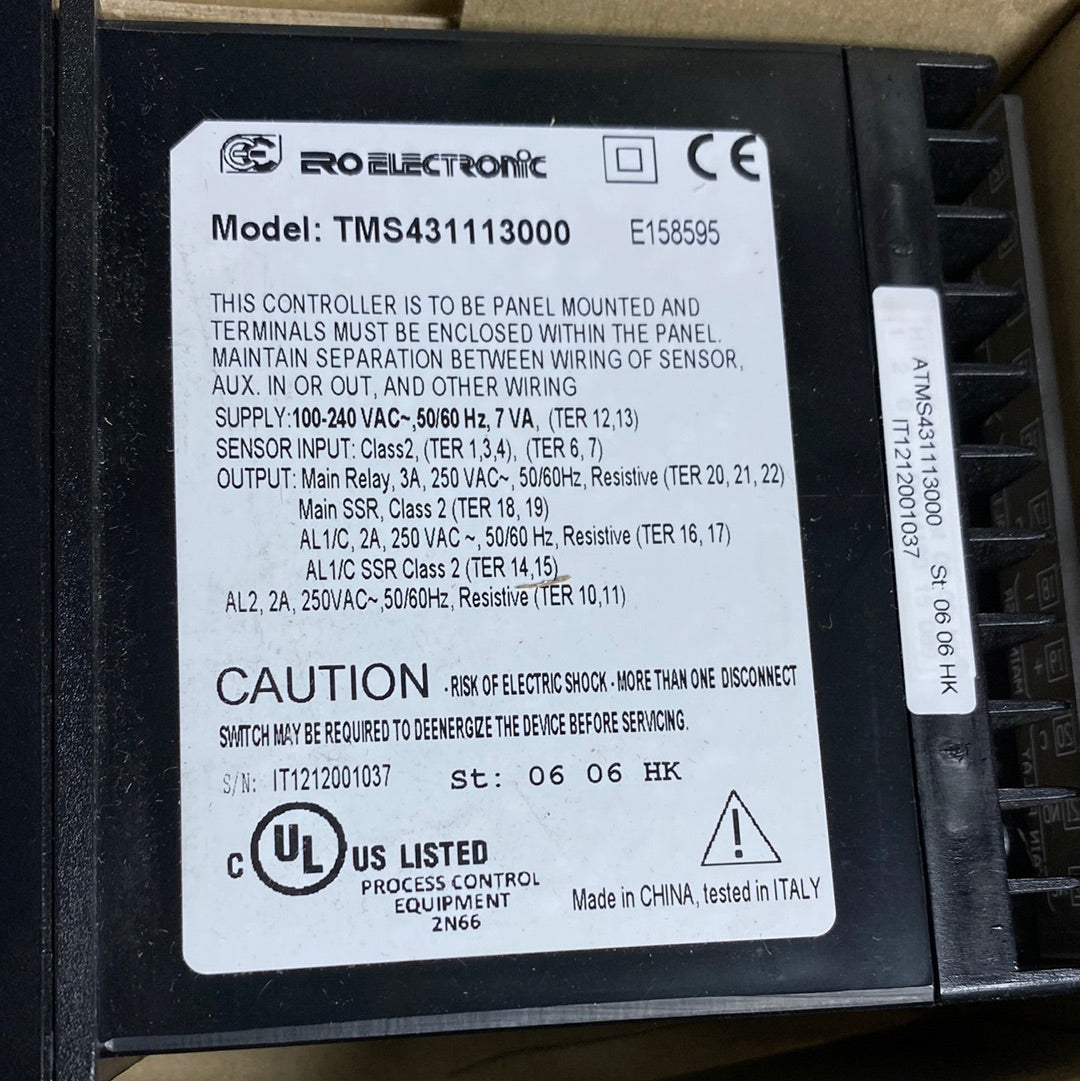 ERO ELECTRONIC
CE
Model: TMS431113000 E158595
THIS CONTROLLER IS TO BE PANEL MOUNTED AND
TERMINALS MUST BE ENCLOSED WITHIN THE PANEL.
MAINTAIN SEPARATION BETWEEN WIRING OF SENSOR,
AUX. IN OR OUT, AND OTHER WIRING
SUPPLY:100-240 VAC~,50/60 Hz, 7 VA, (TER 12,13)
SENSOR INPUT: Class2, (TER 1,3,4), (TER 6, 7)
OUTPUT: Main Relay, 3A, 250 VAC~, 50/60Hz, Resistive (TER 20, 21, 22)
Main SSR, Class 2 (TER 18, 19)
AL1/C, 2A, 250 VAC ~, 50/60 Hz, Resistive (TER 16, 17)
AL1/C SSR Class 2 (TER 14,15)
AL2, 2A, 250VAC~,50/60Hz, Resistive (TER 10,11)
CAUTION - RISK OF ELECTRIC SHOCK - MORE THAN ONE DISCONNECT
SWITCH MAY BE REQUIRED TO DEENERGIZE THE DEVICE BEFORE SERVICING.
S/N: IT1212001037 St: 06 06 HK
C UL US LISTED
PROCESS CONTROL
EQUIPMENT
2N66
Made in CHINA, tested in ITALY
ATMS431113000 St: 06 06 HK
IT1212001037